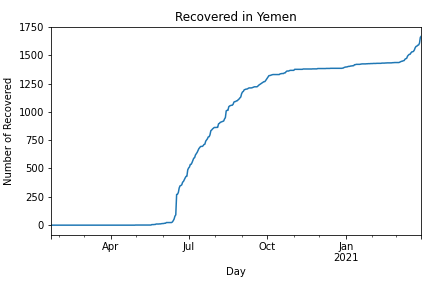 Recovered in Yemen
Number of Recovered
1750
1500
1250
1000
750
500
250
0
Apr
Jul
Oct
Jan
2021
Day